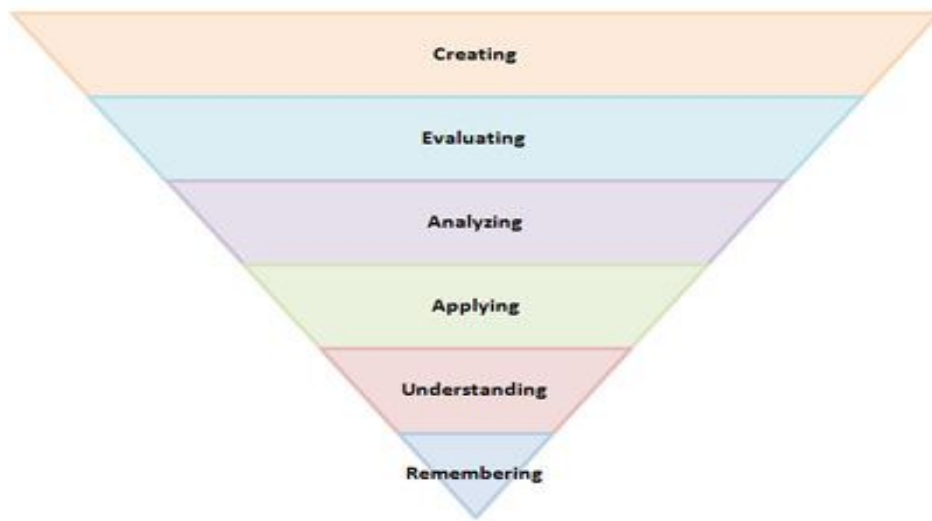 Creating
Evaluating
Analyzing
Applying
Understanding
Remembering